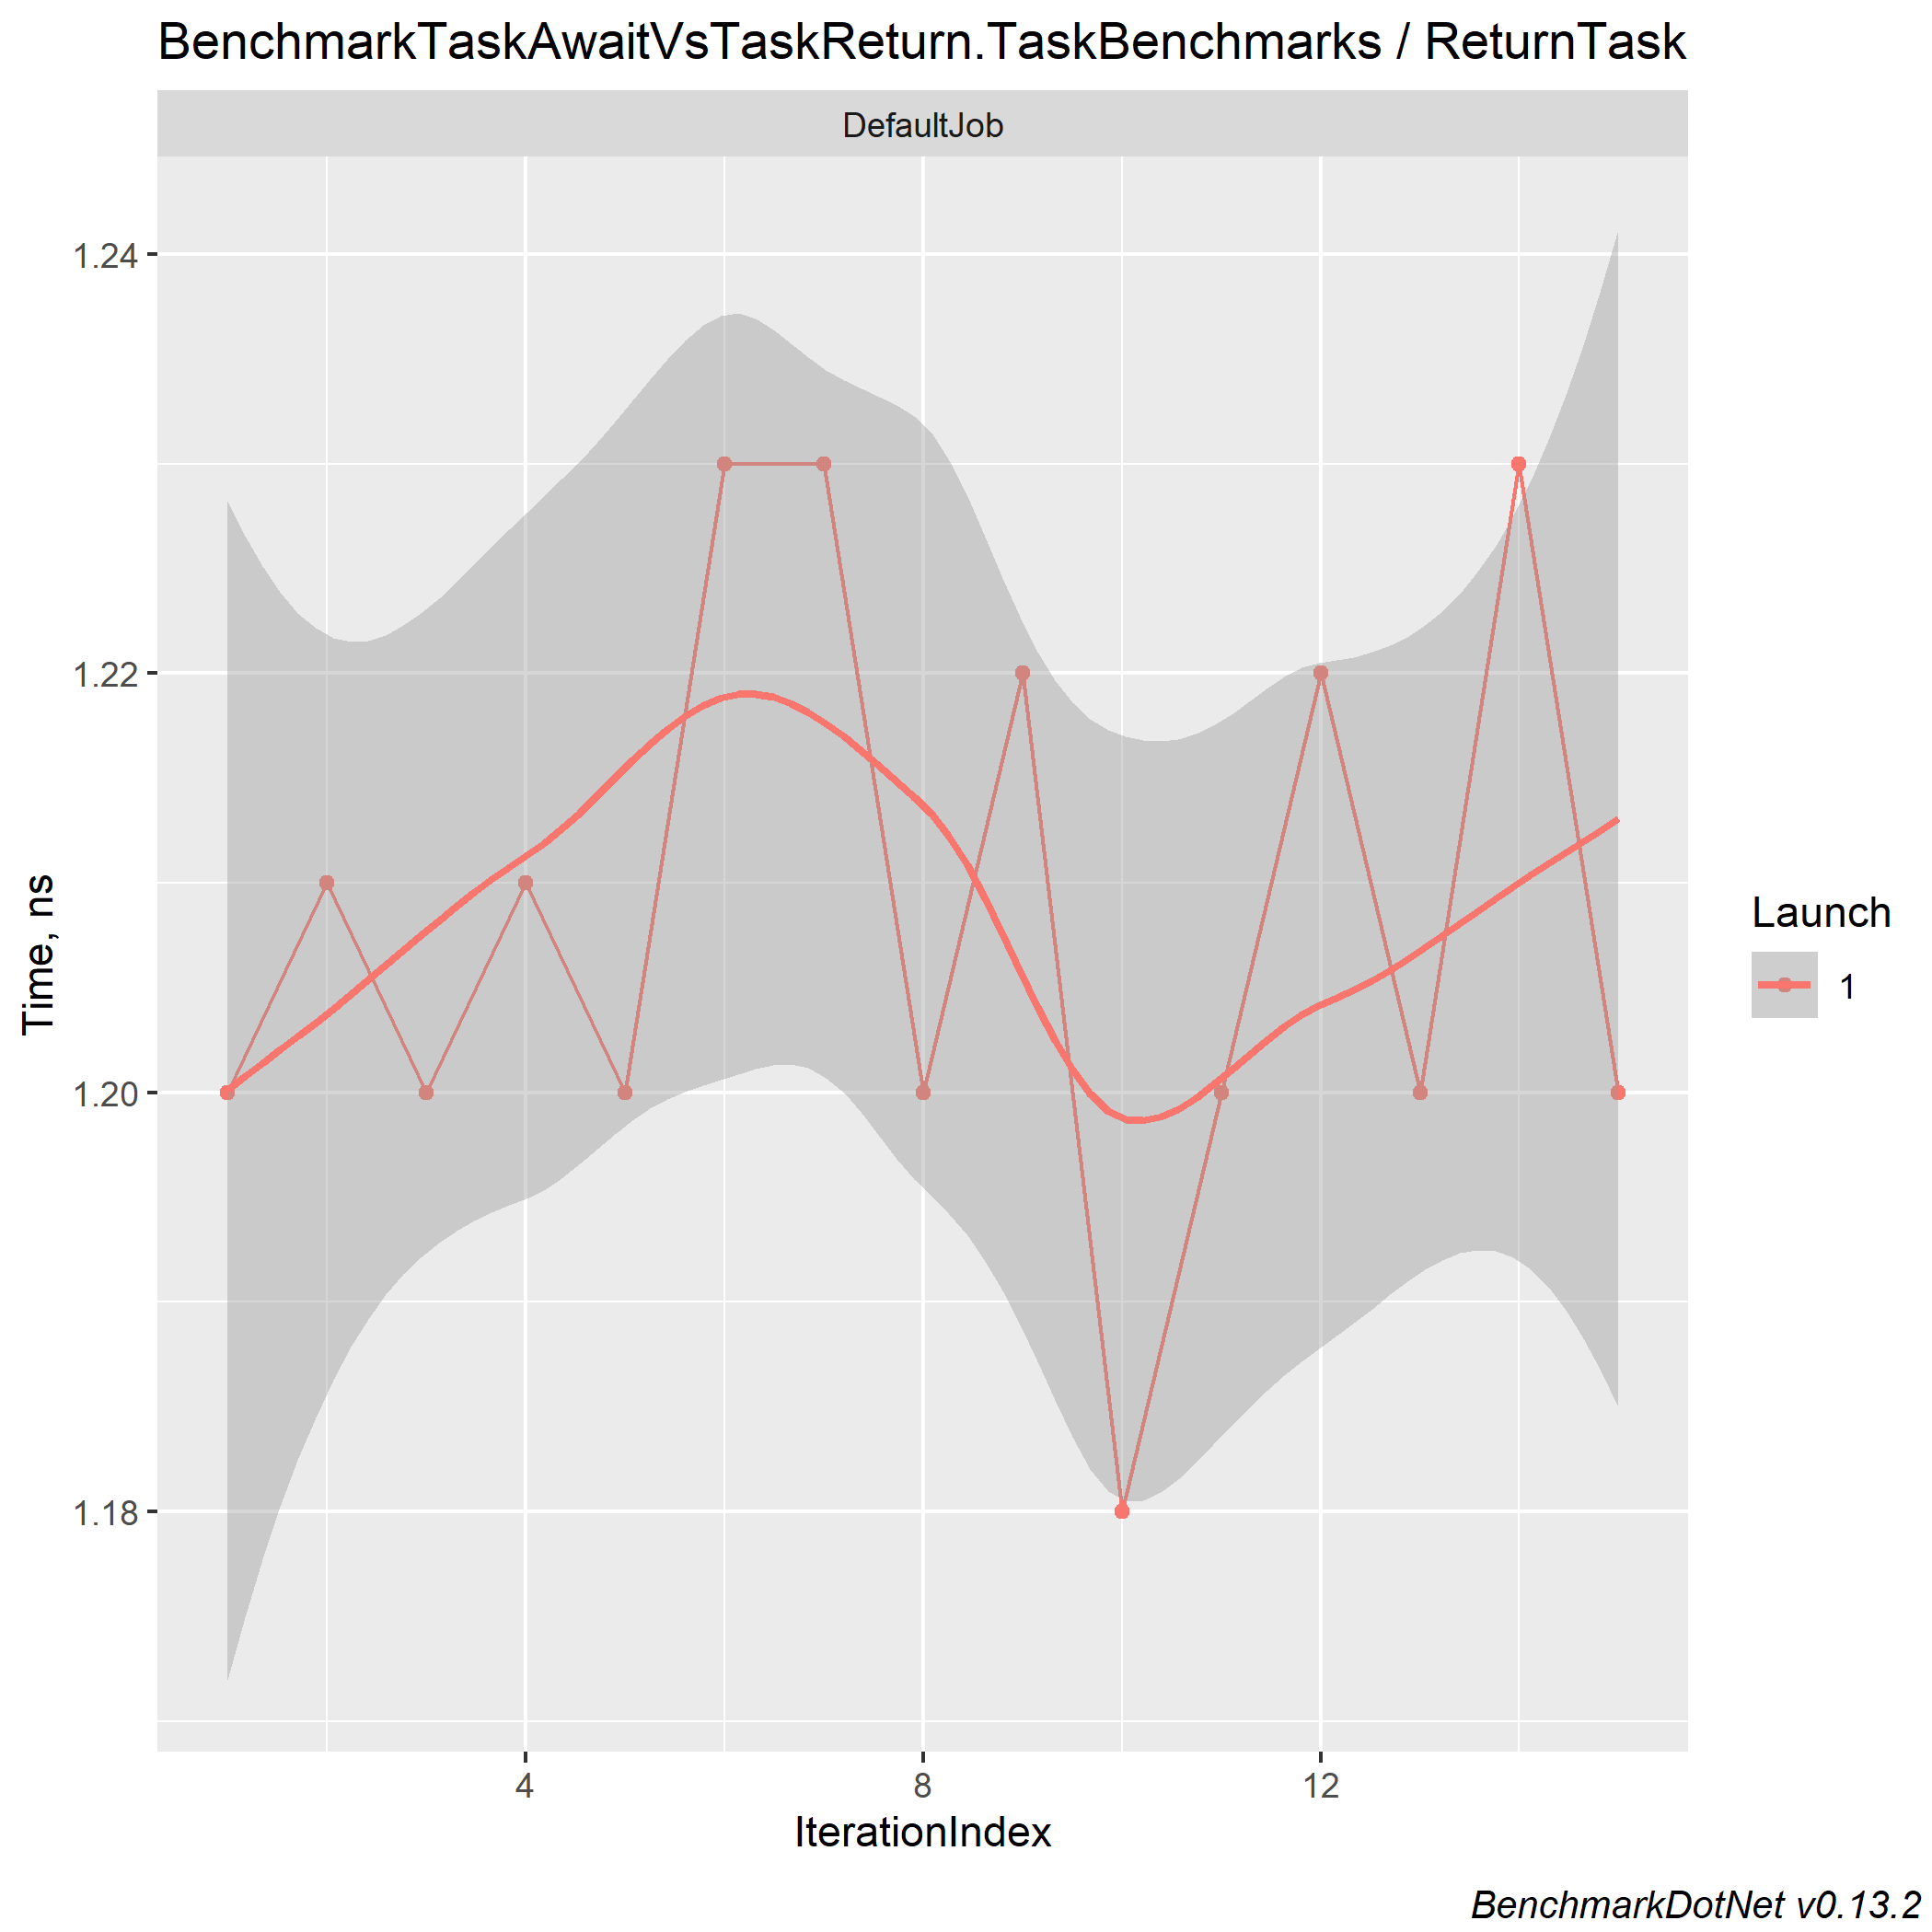 BenchmarkTaskAwaitVsTaskReturn.TaskBenchmarks / ReturnTask
DefaultJob
1.24
1.22
1.20
1.18
Time, ns
4
8
12
IterationIndex
Launch
1
BenchmarkDotNet v0.13.2